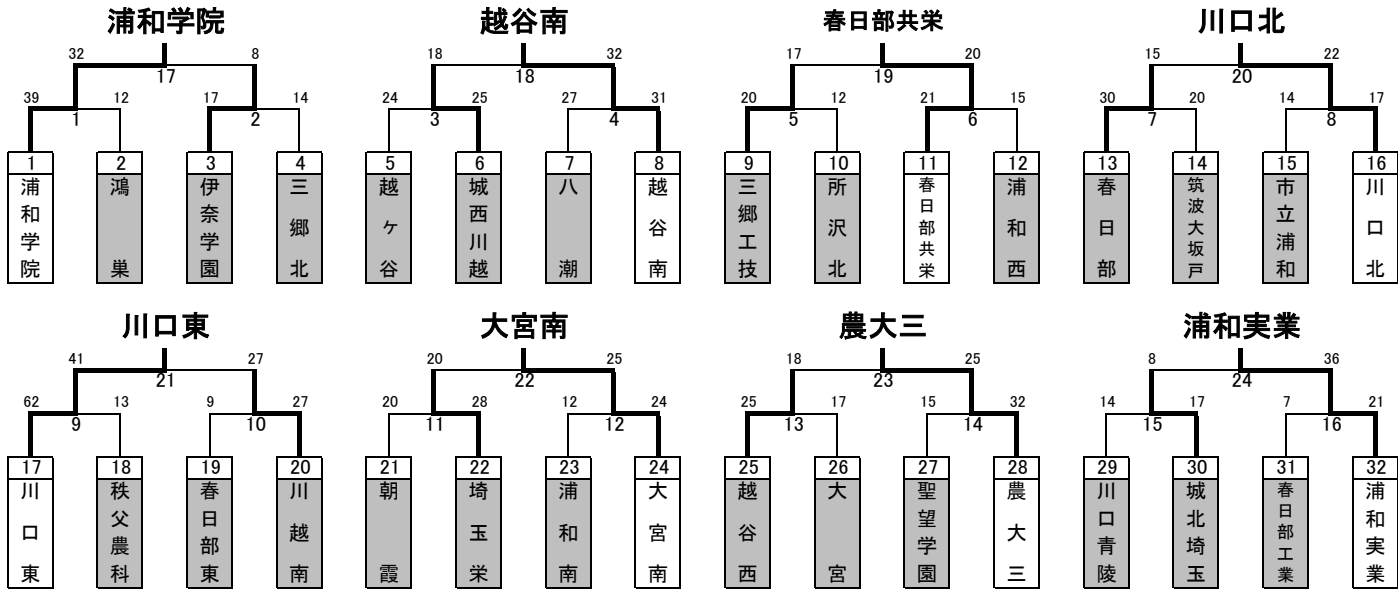 浦和学院 越谷南 春日部共栄 川口北
32 8 18 32 17 20 15 22
17 18 19 20
39 12 17 14 24 25 27 31 20 12 21 15 30 20 14 17
1 2 3 4 5 6 7 8
1 2 3 4 5 6 7 8 9 10 11 12 13 14 15 16
浦和学院 鴻巣 伊奈学園 三郷北 越ヶ谷 城西川越 八潮 越谷南 三郷工技 所沢北 春日部共栄 浦和西 春日部 筑波大坂戸 市立浦和 川口北
川口東 大宮南 農大三 浦和実業
41 27 20 25 18 25 8 36
21 22 23 24
62 13 9 27 20 28 12 24 25 17 15 32 14 17 7 21
9 10 11 12 13 14 15 16
17 18 19 20 21 22 23 24 25 26 27 28 29 30 31 32
川口東 秩父農科 春日部東 川越南 朝霞 埼玉栄 浦和南 大宮南 越谷西 大宮 聖望学園 農大三 川口青陵 城北埼玉 春日部工業 浦和実業